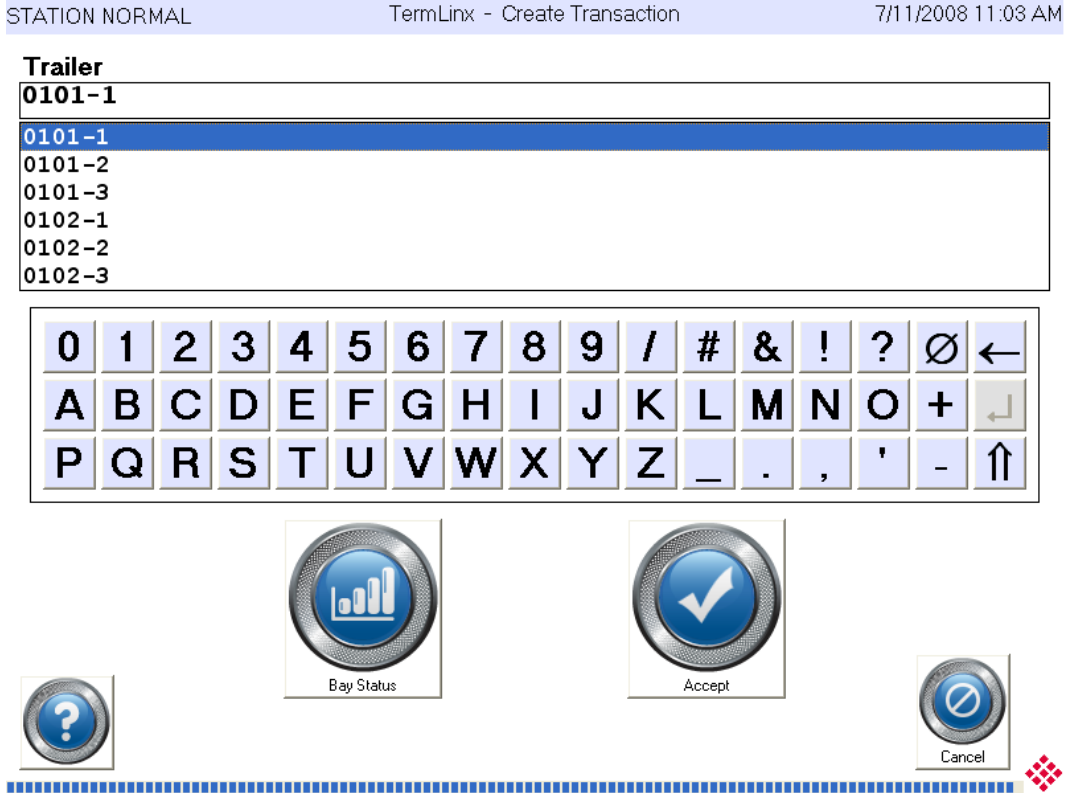 STATION NORMAL TermLinx - Create Transaction 7/11/2008 11:03 AM
Trailer
0101-1
0101-1
0101-2
0101-3
0102-1
0102-2
0102-3
0 1 2 3 4 5 6 7 8 9 / # & ! ? Ø ←
A B C D E F G H I J K L M N O + ↵
P Q R S T U V W X Y Z _ . , ' - ⇑
Bay Status Accept
?
Cancel